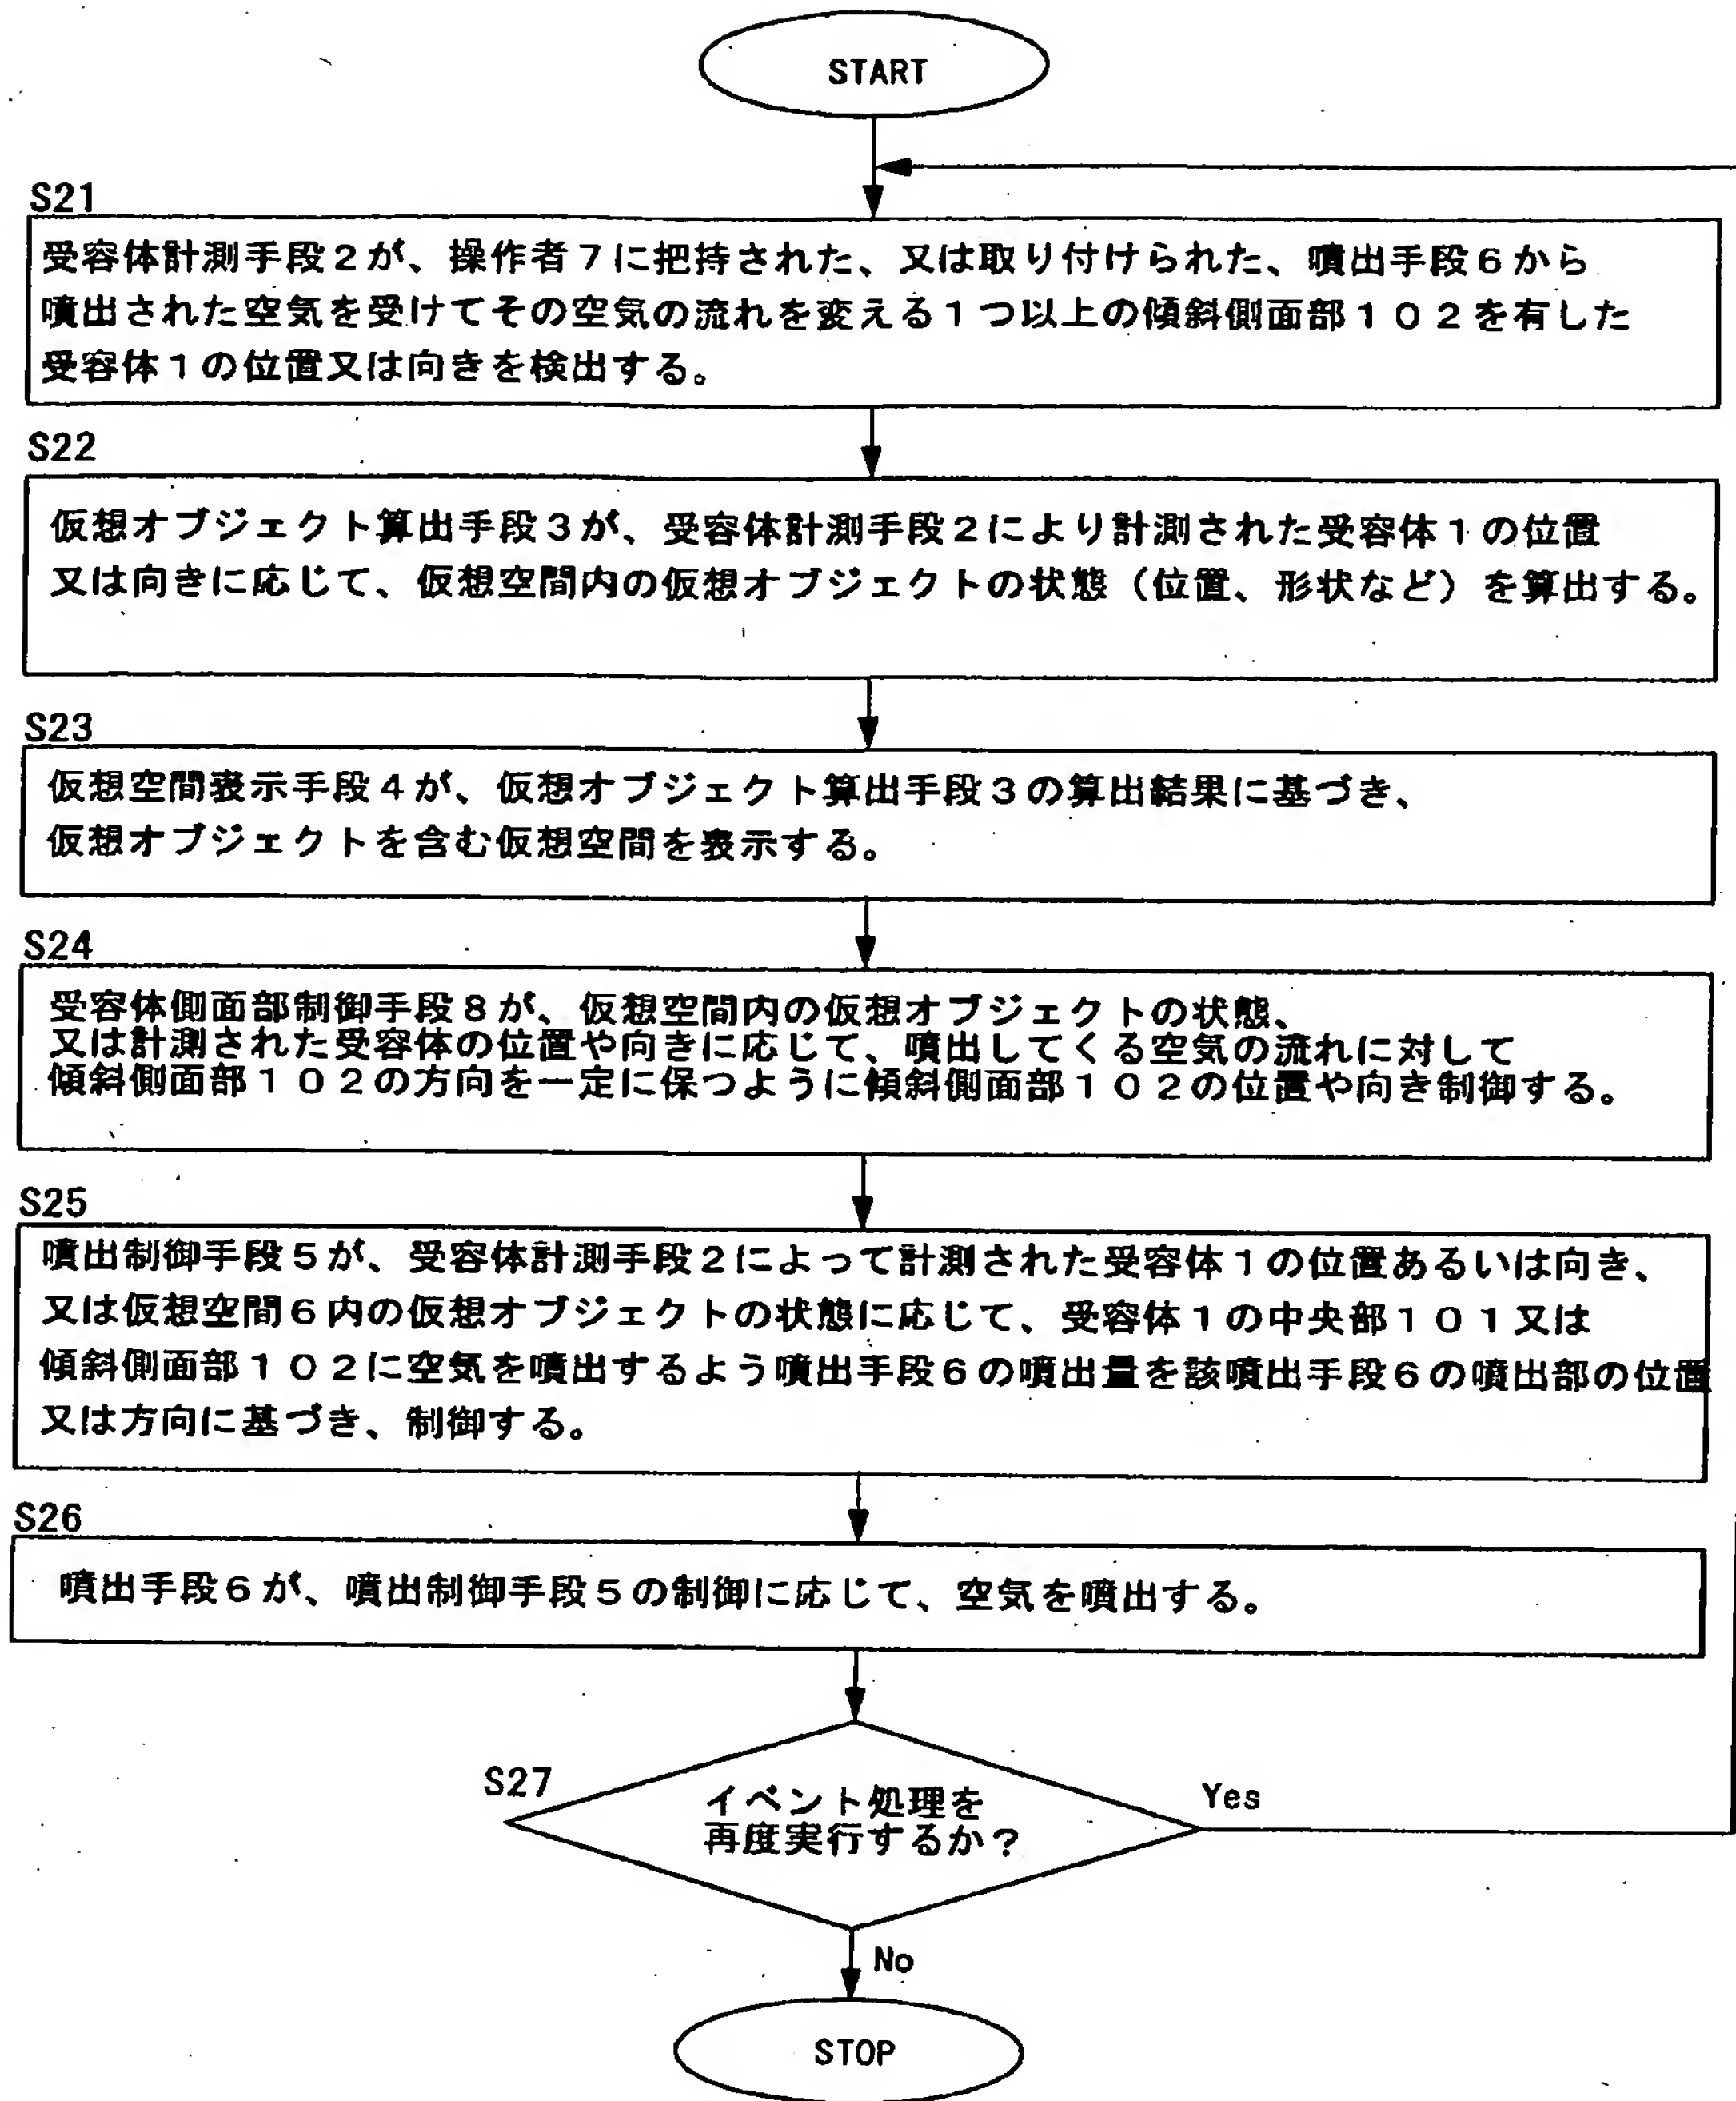 START
S21
受容体計測手段2が、操作者7に把持された、又は取り付けられた、噴出手段6から
噴出された空気を受けてその空気の流れを変える1つ以上の傾斜側面部102を有した
受容体1の位置又は向きを検出する。
S22
仮想オブジェクト算出手段3が、受容体計測手段2により計測された受容体1の位置
又は向きに応じて、仮想空間内の仮想オブジェクトの状態（位置、形状など）を算出する。
S23
仮想空間表示手段4が、仮想オブジェクト算出手段3の算出結果に基づき、
仮想オブジェクトを含む仮想空間を表示する。
S24
受容体側面部制御手段8が、仮想空間内の仮想オブジェクトの状態、
又は計測された受容体の位置や向きに応じて、噴出してくる空気の流れに対して
傾斜側面部102の方向を一定に保つように傾斜側面部102の位置や向き制御する。
S25
噴出制御手段5が、受容体計測手段2によって計測された受容体1の位置あるいは向き、
又は仮想空間6内の仮想オブジェクトの状態に応じて、受容体1の中央部101又は
傾斜側面部102に空気を噴出するよう噴出手段6の噴出量を該噴出手段6の噴出部の位置
又は方向に基づき、制御する。
S26
噴出手段6が、噴出制御手段5の制御に応じて、空気を噴出する。
S27
イベント処理を
再度実行するか?
Yes
No
STOP